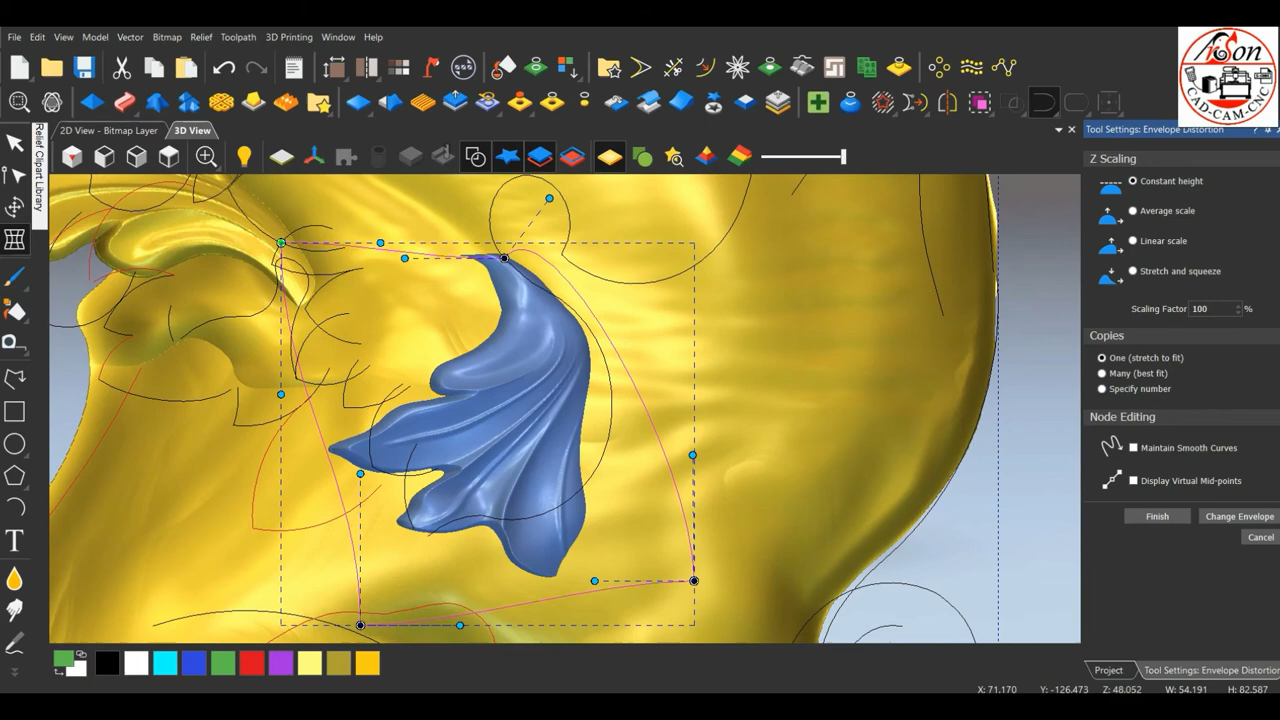 File Edit View Model Vector Bitmap Relief Toolpath 3D Printing Window Help
ArtSon
CAD-CAM-CNC
2D View - Bitmap Layer 3D View
Tool Settings: Envelope Distortion
Relief Clipart Library
Z Scaling
Constant height
Average scale
Linear scale
Stretch and squeeze
Scaling Factor 100 %
Copies
One (stretch to fit)
Many (best fit)
Specify number
Node Editing
Maintain Smooth Curves
Display Virtual Mid-points
Finish Change Envelope
Cancel
T
Project Tool Settings: Envelope Distortion
X: 71.170 Y: -126.473 Z: 48.052 W: 54.191 H: 82.587